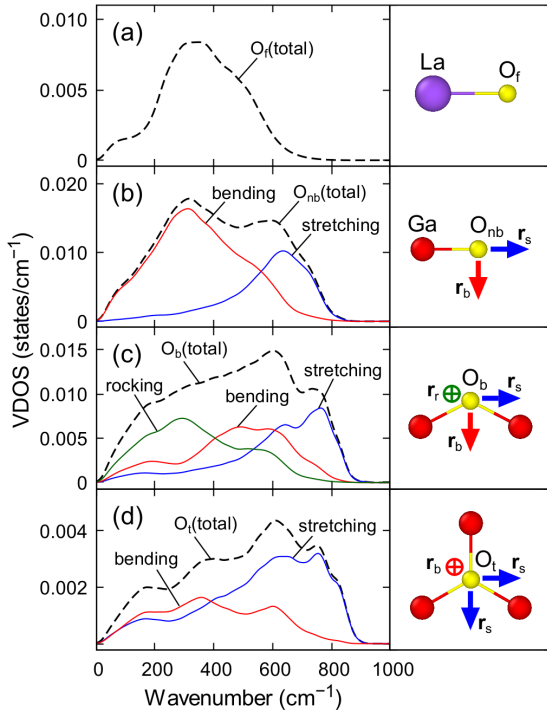 0.010
(a)
O_f(total)
0.005
0
La
O_f
0.020
(b)
bending
O_nb(total)
stretching
0.010
0
Ga
O_nb
r_s
r_b
VDOS (states/cm⁻¹)
0.015
(c)
O_b(total)
stretching
rocking
bending
0.010
0.005
0
O_b
r_r
r_s
r_b
(d)
O_t(total)
stretching
bending
0.004
0.002
0
r_b
O_t
r_s
r_s
0 200 400 600 800 1000
Wavenumber (cm⁻¹)